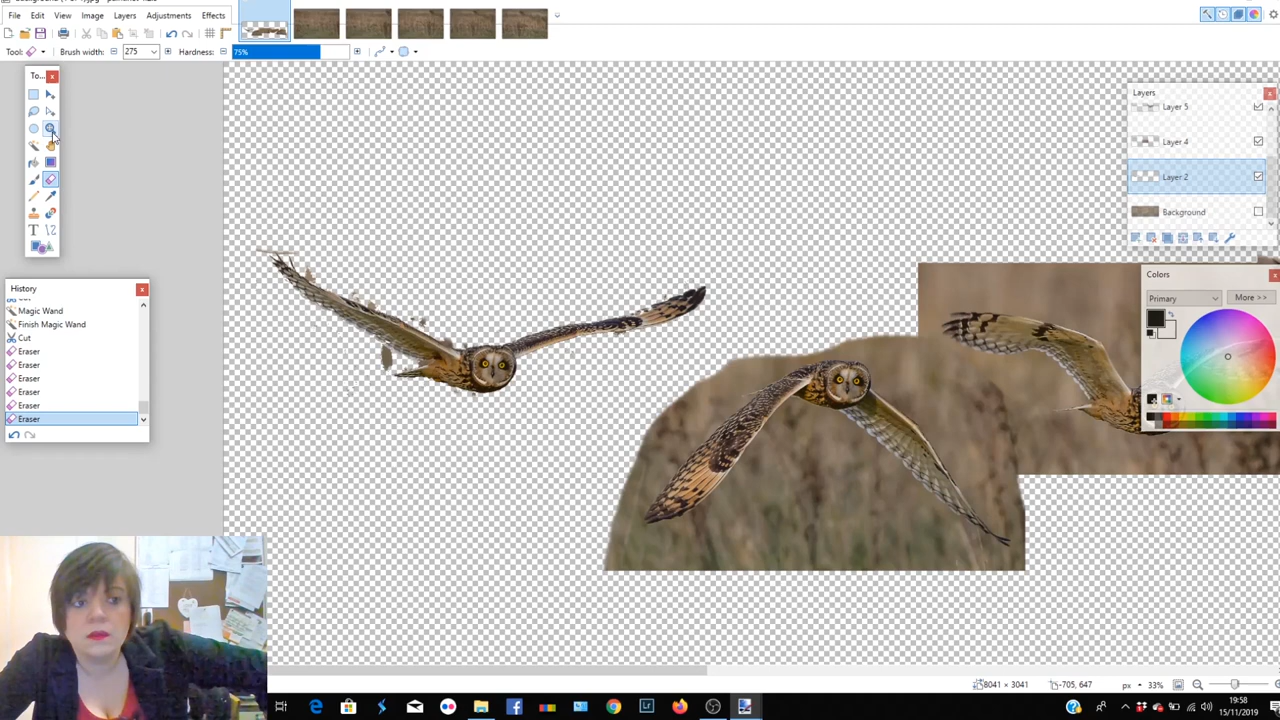 File Edit View Image Layers Adjustments Effects
Tool: Brush width: 275 Hardness: 75%
To...
T
History
Cut
Magic Wand
Finish Magic Wand
Cut
Eraser
Eraser
Eraser
Eraser
Eraser
Eraser
Layers
Layer 5
Layer 4
Layer 2
Background
Colors
Primary More >>
8041 × 3041 -705, 647 px 33%
19:58
15/11/2019